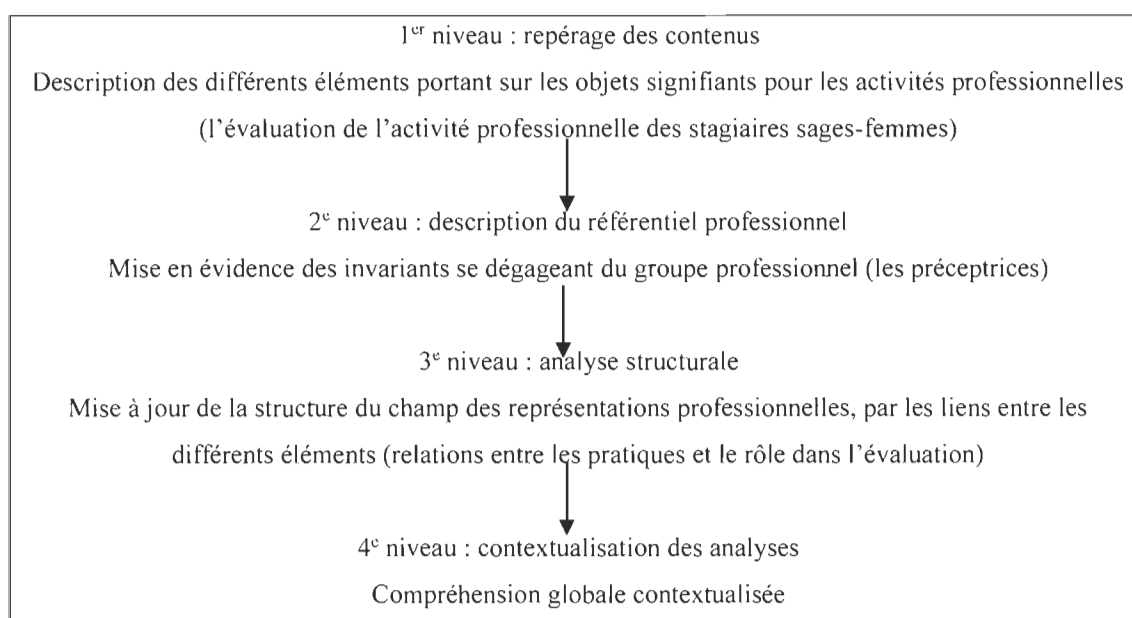 1er niveau : repérage des contenus
Description des différents éléments portant sur les objets signifiants pour les activités professionnelles
(l'évaluation de l'activité professionnelle des stagiaires sages-femmes)
2e niveau : description du référentiel professionnel
Mise en évidence des invariants se dégageant du groupe professionnel (les préceptrices)
3e niveau : analyse structurale
Mise à jour de la structure du champ des représentations professionnelles, par les liens entre les
différents éléments (relations entre les pratiques et le rôle dans l'évaluation)
4e niveau : contextualisation des analyses
Compréhension globale contextualisée